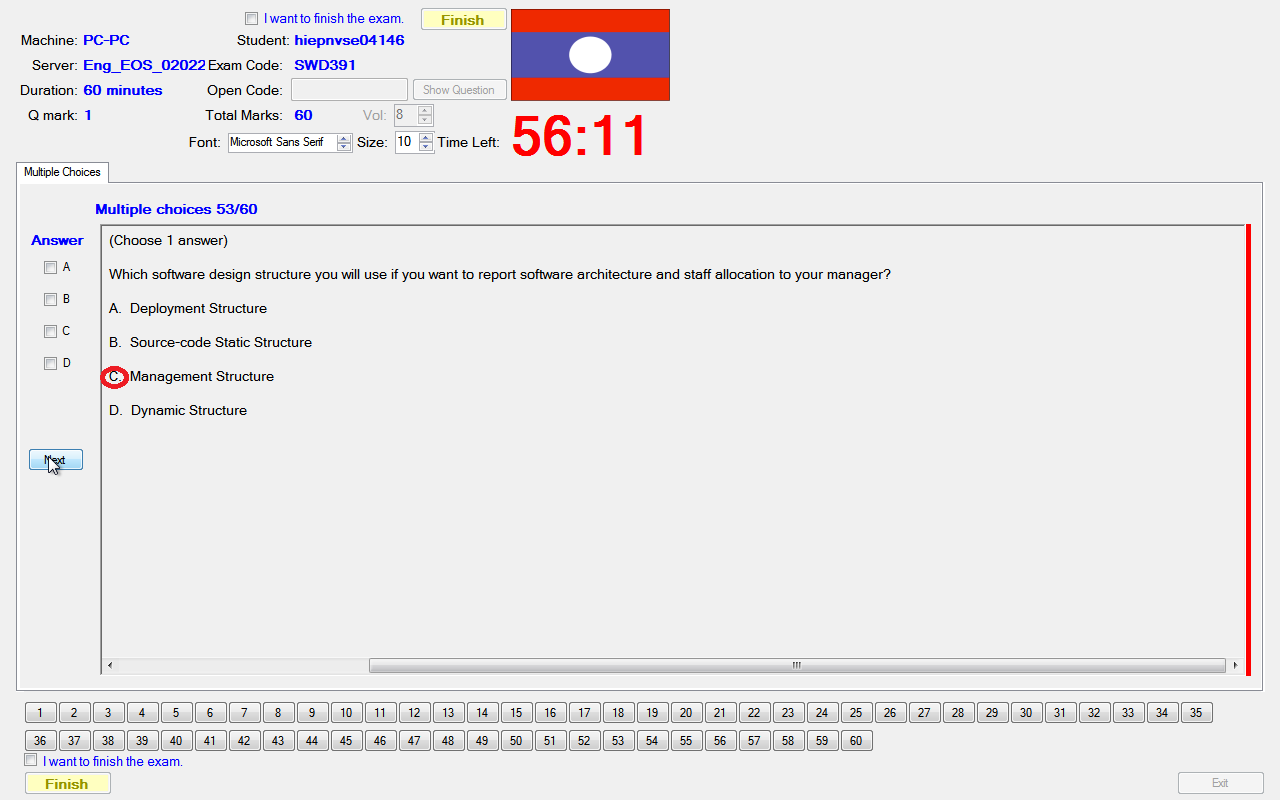 I want to finish the exam. Finish
Machine: PC-PC Student: hiepnvse04146
Server: Eng_EOS_02022 Exam Code: SWD391
Duration: 60 minutes Open Code: Show Question
Q mark: 1 Total Marks: 60 Vol: 8
Font: Microsoft Sans Serif Size: 10 Time Left: 56:11
Multiple Choices
Multiple choices 53/60
Answer
A
B
C
D
Next
(Choose 1 answer)
Which software design structure you will use if you want to report software architecture and staff allocation to your manager?
A. Deployment Structure
B. Source-code Static Structure
C. Management Structure
D. Dynamic Structure
1 2 3 4 5 6 7 8 9 10 11 12 13 14 15 16 17 18 19 20 21 22 23 24 25 26 27 28 29 30 31 32 33 34 35
36 37 38 39 40 41 42 43 44 45 46 47 48 49 50 51 52 53 54 55 56 57 58 59 60
I want to finish the exam.
Finish Exit